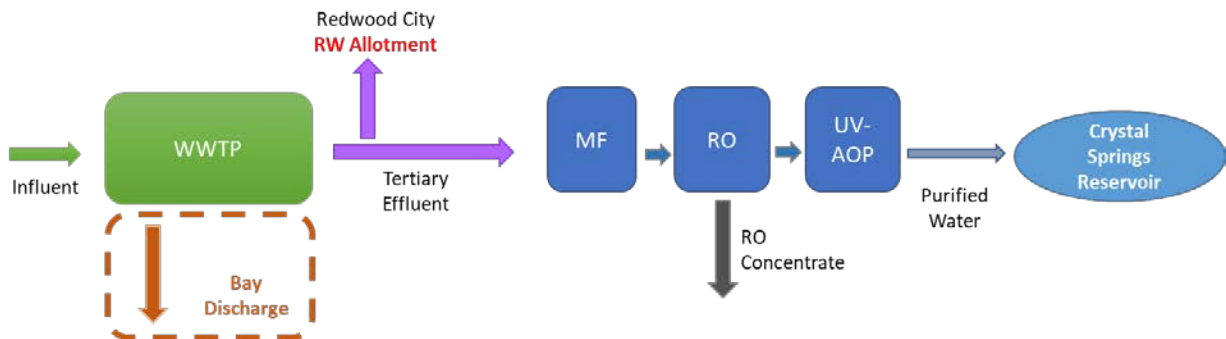 Redwood City
RW Allotment
Influent
WWTP
Bay
Discharge
Tertiary
Effluent
MF
RO
RO
Concentrate
UV-
AOP
Purified
Water
Crystal
Springs
Reservoir